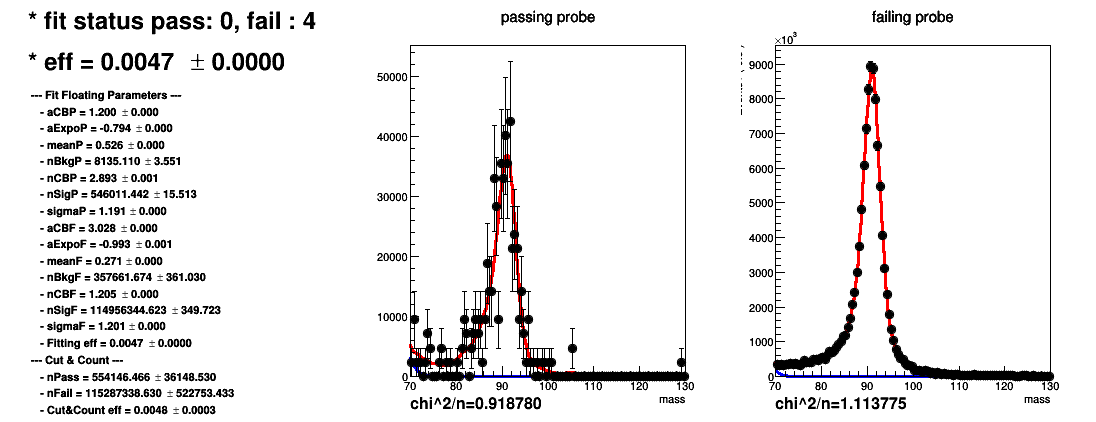 * fit status pass: 0, fail : 4
* eff = 0.0047 ± 0.0000
--- Fit Floating Parameters ---
- aCBP = 1.200 ± 0.000
- aExpoP = -0.794 ± 0.000
- meanP = 0.526 ± 0.000
- nBkgP = 8135.110 ± 3.551
- nCBP = 2.893 ± 0.001
- nSigP = 546011.442 ± 15.513
- sigmaP = 1.191 ± 0.000
- aCBF = 3.028 ± 0.000
- aExpoF = -0.993 ± 0.001
- meanF = 0.271 ± 0.000
- nBkgF = 357661.674 ± 361.030
- nCBF = 1.205 ± 0.000
- nSigF = 114956344.623 ± 349.723
- sigmaF = 1.201 ± 0.000
- Fitting eff = 0.0047 ± 0.0000
--- Cut & Count ---
- nPass = 554146.466 ± 36148.530
- nFail = 115287338.630 ± 522753.433
- Cut&Count eff = 0.0048 ± 0.0003
passing probe
50000
40000
30000
20000
10000
0
70 80 90 100 110 120 130
mass
chi^2/n=0.918780
failing probe
×10³
9000
8000
7000
6000
5000
4000
3000
2000
1000
0
70 80 90 100 110 120 130
mass
chi^2/n=1.113775